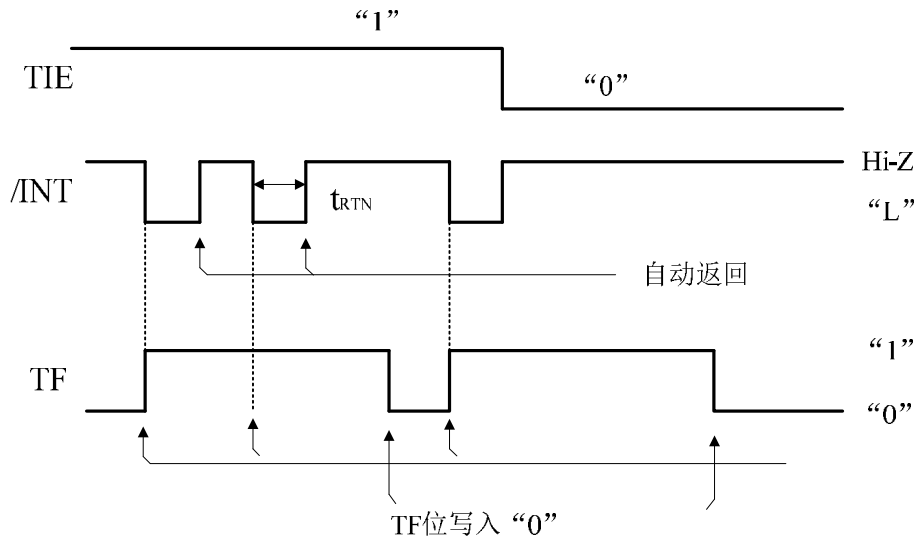 “1”
TIE
“0”
Hi-Z
/INT
tRTN
“L”
自动返回
“1”
TF
“0”
TF位写入“0”